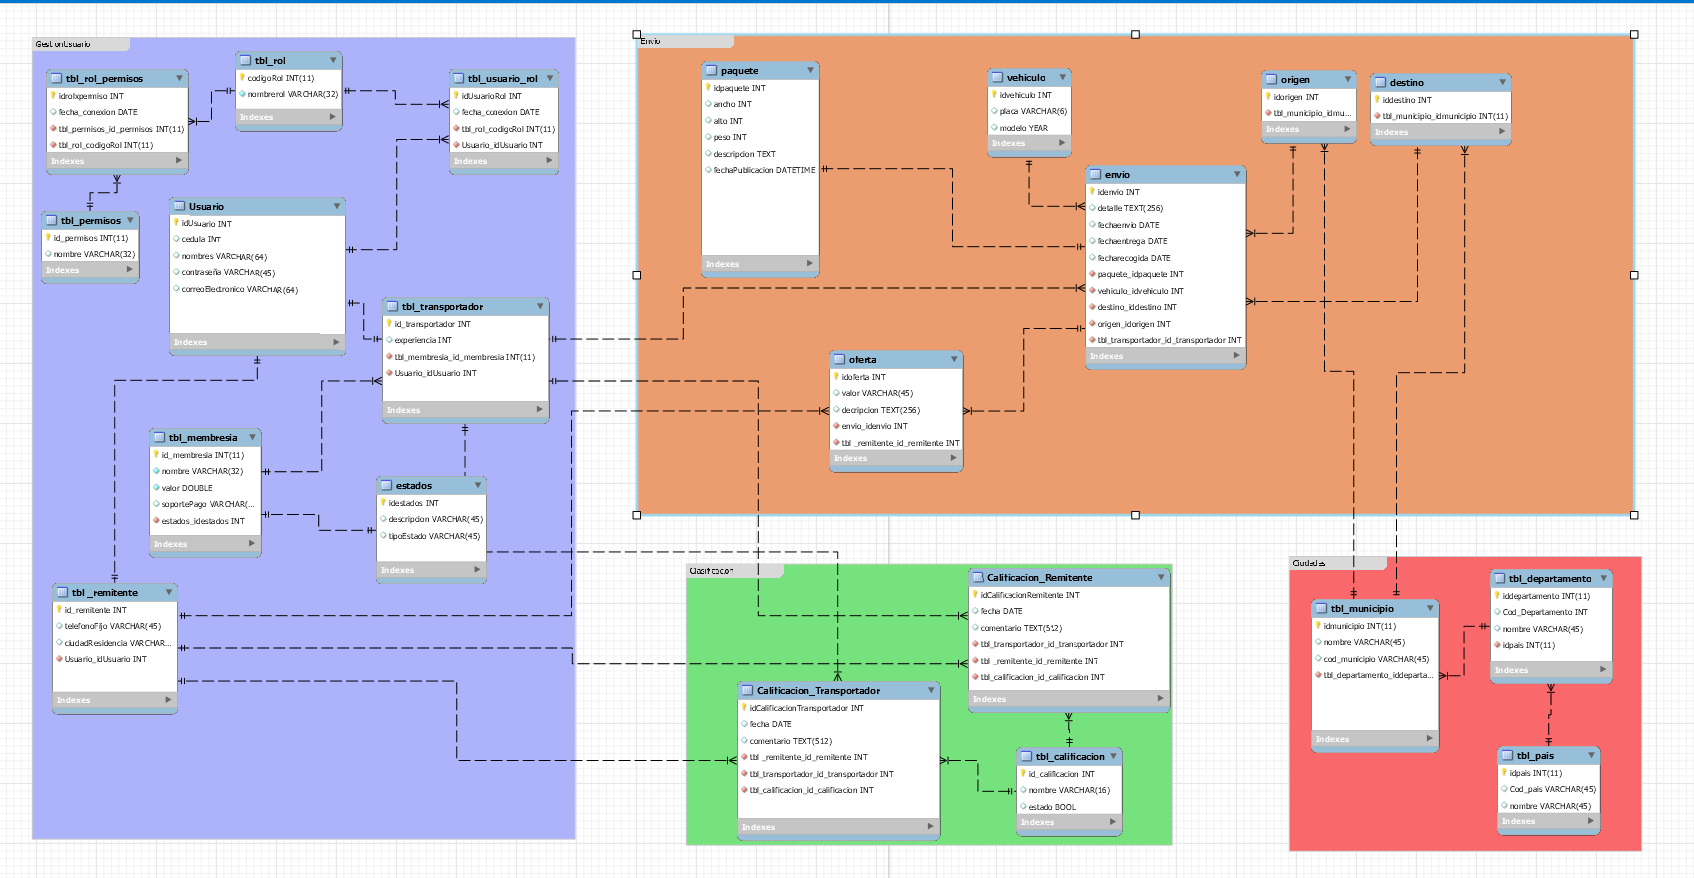 GestionUsuario
tbl_rol_permisos
idrolxpermiso INT
fecha_conexion DATE
tbl_permisos_id_permisos INT(11)
tbl_rol_codigoRol INT(11)
Indexes
tbl_rol
codigoRol INT(11)
nombrerol VARCHAR(32)
Indexes
tbl_usuario_rol
idUsuarioRol INT
fecha_conexion DATE
tbl_rol_codigoRol INT(11)
Usuario_idUsuario INT
Indexes
tbl_permisos
id_permisos INT(11)
nombre VARCHAR(32)
Indexes
Usuario
idUsuario INT
cedula INT
nombres VARCHAR(64)
contraseña VARCHAR(45)
correoElectronico VARCHAR(64)
Indexes
tbl_transportador
id_transportador INT
experiencia INT
tbl_membresia_id_membresia INT(11)
Usuario_idUsuario INT
Indexes
tbl_membresia
id_membresia INT(11)
nombre VARCHAR(32)
valor DOUBLE
soportePago VARCHAR(...
estados_idestados INT
Indexes
estados
idestados INT
descripcion VARCHAR(45)
tipoEstado VARCHAR(45)
Indexes
tbl _remitente
id_remitente INT
telefonoFijo VARCHAR(45)
ciudadResidencia VARCHAR...
Usuario_idUsuario INT
Indexes
Envio
paquete
idpaquete INT
ancho INT
alto INT
peso INT
descripcion TEXT
fechaPublicacion DATETIME
Indexes
vehiculo
idvehiculo INT
placa VARCHAR(6)
modelo YEAR
Indexes
origen
idorigen INT
tbl_municipio_idmu...
Indexes
destino
iddestino INT
tbl_municipio_idmunicipio INT(11)
Indexes
envio
idenvio INT
detalle TEXT(256)
fechaenvio DATE
fechaentrega DATE
fecharecogida DATE
paquete_idpaquete INT
vehiculo_idvehiculo INT
destino_iddestino INT
origen_idorigen INT
tbl_transportador_id_transportador INT
Indexes
oferta
idoferta INT
valor VARCHAR(45)
decripcion TEXT(256)
envio_idenvio INT
tbl _remitente_id_remitente INT
Indexes
Clasificacion
Calificacion_Remitente
idCalificacionRemitente INT
fecha DATE
comentario TEXT(512)
tbl_transportador_id_transportador INT
tbl _remitente_id_remitente INT
tbl_calificacion_id_calificacion INT
Indexes
Calificacion_Transportador
idCalificacionTransportador INT
fecha DATE
comentario TEXT(512)
tbl _remitente_id_remitente INT
tbl_transportador_id_transportador INT
tbl_calificacion_id_calificacion INT
Indexes
tbl_calificacion
id_calificacion INT
nombre VARCHAR(16)
estado BOOL
Indexes
Ciudades
tbl_municipio
idmunicipio INT(11)
nombre VARCHAR(45)
cod_municipio VARCHAR(45)
tbl_departamento_iddeparta...
Indexes
tbl_departamento
iddepartamento INT(11)
Cod_Departamento INT
nombre VARCHAR(45)
idpais INT(11)
Indexes
tbl_pais
idpais INT(11)
Cod_pais VARCHAR(45)
nombre VARCHAR(45)
Indexes